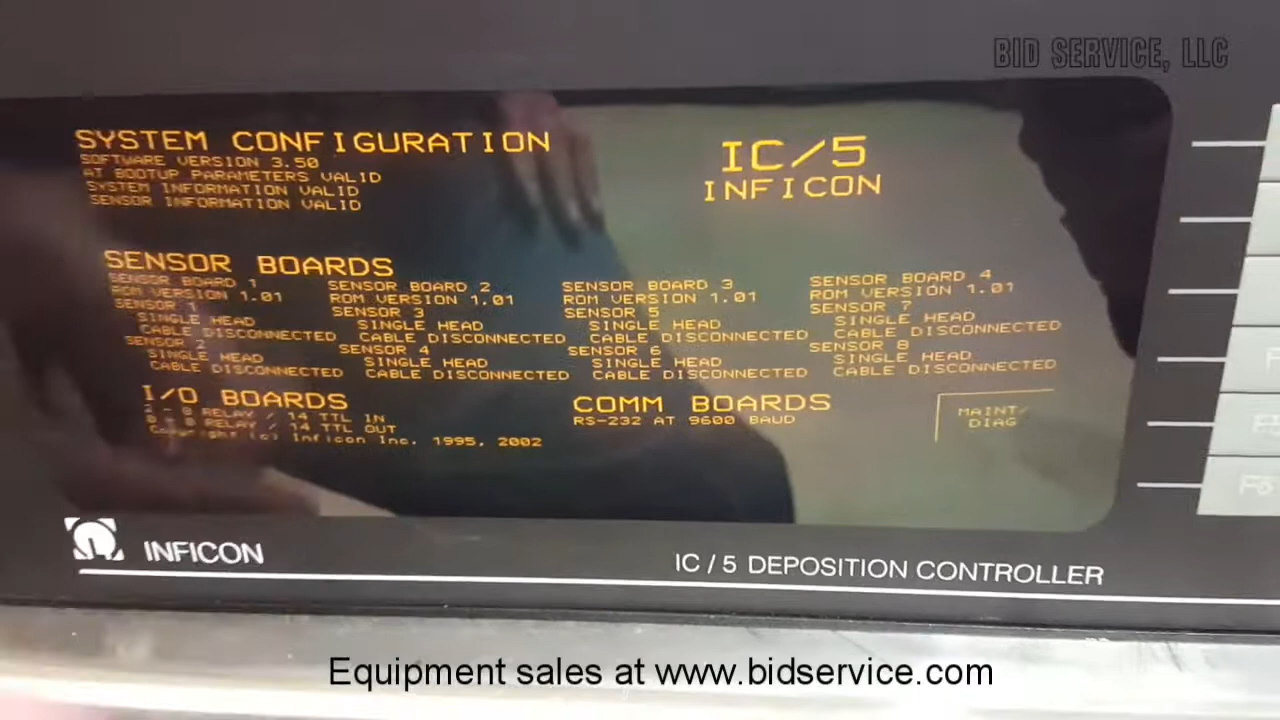 BID SERVICE, LLC
SYSTEM CONFIGURATION
SOFTWARE VERSION 3.50
AT BOOTUP PARAMETERS VALID
SYSTEM INFORMATION VALID
SENSOR INFORMATION VALID
IC/5
INFICON
SENSOR BOARDS
SENSOR BOARD 1
ROM VERSION 1.01
SENSOR 1
SINGLE HEAD
CABLE DISCONNECTED
SENSOR 2
SINGLE HEAD
CABLE DISCONNECTED
SENSOR BOARD 2
ROM VERSION 1.01
SENSOR 3
SINGLE HEAD
CABLE DISCONNECTED
SENSOR 4
SINGLE HEAD
CABLE DISCONNECTED
SENSOR BOARD 3
ROM VERSION 1.01
SENSOR 5
SINGLE HEAD
CABLE DISCONNECTED
SENSOR 6
SINGLE HEAD
CABLE DISCONNECTED
SENSOR BOARD 4
ROM VERSION 1.01
SENSOR 7
SINGLE HEAD
CABLE DISCONNECTED
SENSOR 8
SINGLE HEAD
CABLE DISCONNECTED
I/O BOARDS
8 RELAY / 14 TTL IN
8 RELAY / 14 TTL OUT
Copyright (c) Inficon Inc. 1995, 2002
COMM BOARDS
RS-232 AT 9600 BAUD
MAINT/
DIAG
F6
INFICON
IC / 5 DEPOSITION CONTROLLER
Equipment sales at www.bidservice.com